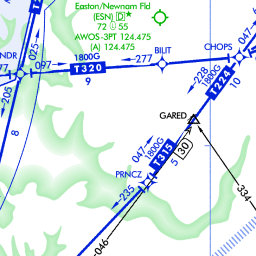 Easton/Newnam Fld
(ESN) D
72 55
AWOS-3PT 124.475
(A) 124.475
NDR
025
CHOPS
047
BILIT
277
1800G
097
T320
9
205
8
228
1800G
T224
10
GARED
047
1800G
T315
5
30
PRNCZ
235
334
046